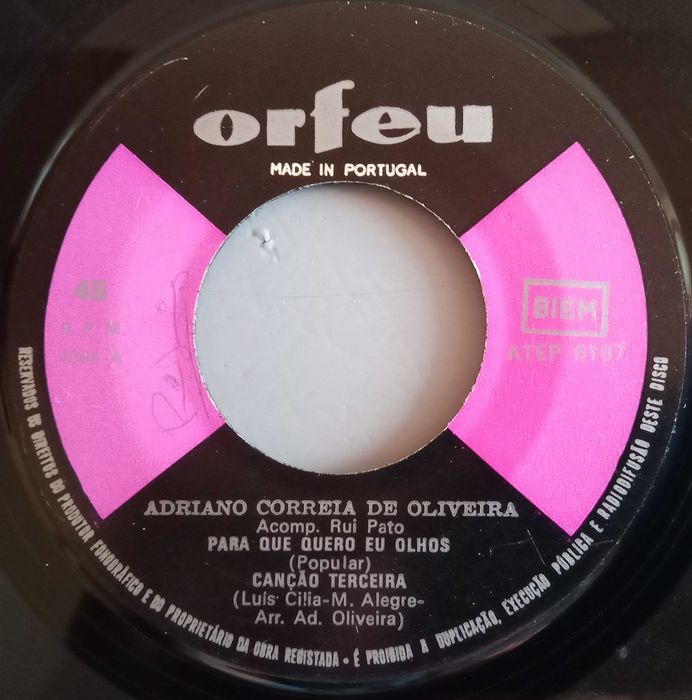 orfeu
MADE IN PORTUGAL
45
R.P.M
BIEM
ATEP 6197
ADRIANO CORREIA DE OLIVEIRA
Acomp. Rui Pato
PARA QUE QUERO EU OLHOS
(Popular)
CANÇÃO TERCEIRA
(Luís Cilia-M. Alegre-
Arr. Ad. Oliveira)
RESERVADOS OS DIREITOS DO PRODUTOR FONOGRÁFICO E DO PROPRIETÁRIO DA OBRA REGISTADA • É PROIBIDA A DUPLICAÇÃO, EXECUÇÃO PÚBLICA E RADIODIFUSÃO DESTE DISCO